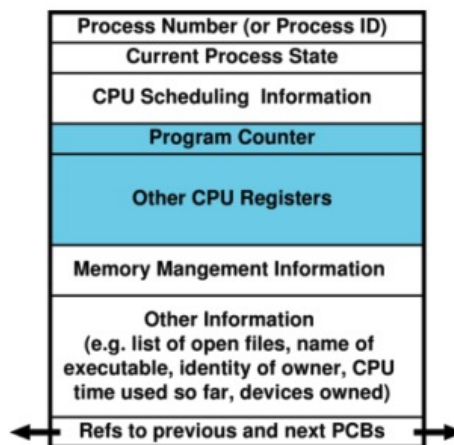 Process Number (or Process ID)
Current Process State
CPU Scheduling Information
Program Counter
Other CPU Registers
Memory Mangement Information
Other Information
(e.g. list of open files, name of
executable, identity of owner, CPU
time used so far, devices owned)
Refs to previous and next PCBs